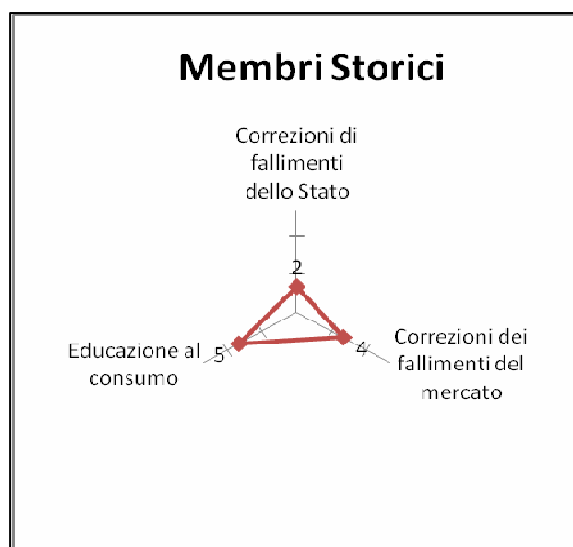 Membri Storici
Correzioni di
fallimenti
dello Stato
2
Educazione al
consumo
5
4
Correzioni dei
fallimenti del
mercato